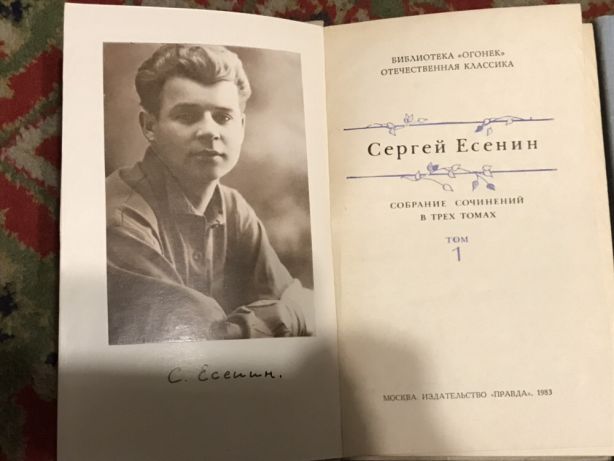 С. Есенин.
БИБЛИОТЕКА «ОГОНЕК»
ОТЕЧЕСТВЕННАЯ КЛАССИКА
Сергей Есенин
СОБРАНИЕ СОЧИНЕНИЙ
В ТРЕХ ТОМАХ
ТОМ
1
МОСКВА ИЗДАТЕЛЬСТВО «ПРАВДА». 1983